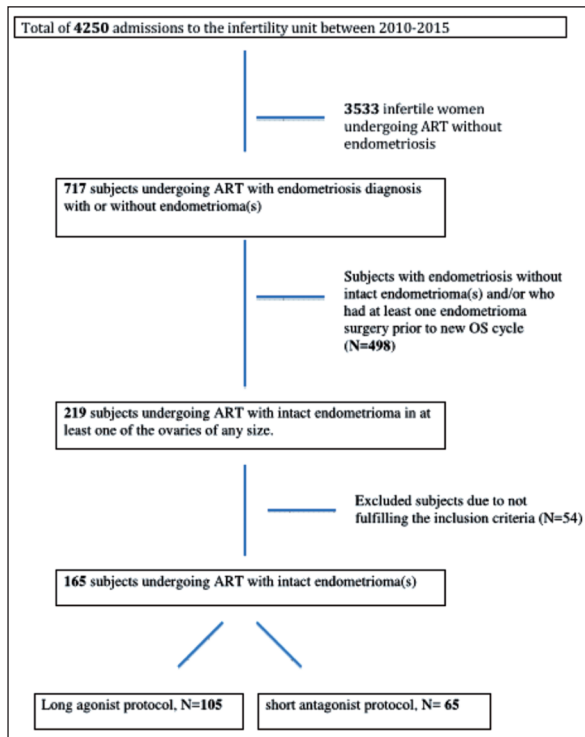 Total of 4250 admissions to the infertility unit between 2010-2015
3533 infertile women
undergoing ART without
endometriosis
717 subjects undergoing ART with endometriosis diagnosis
with or without endometrioma(s)
Subjects with endometriosis without
intact endometrioma(s) and/or who
had at least one endometrioma
surgery prior to new OS cycle
(N=498)
219 subjects undergoing ART with intact endometrioma in at
least one of the ovaries of any size.
Excluded subjects due to not
fulfilling the inclusion criteria (N=54)
165 subjects undergoing ART with intact endometrioma(s)
Long agonist protocol, N=105
short antagonist protocol, N= 65